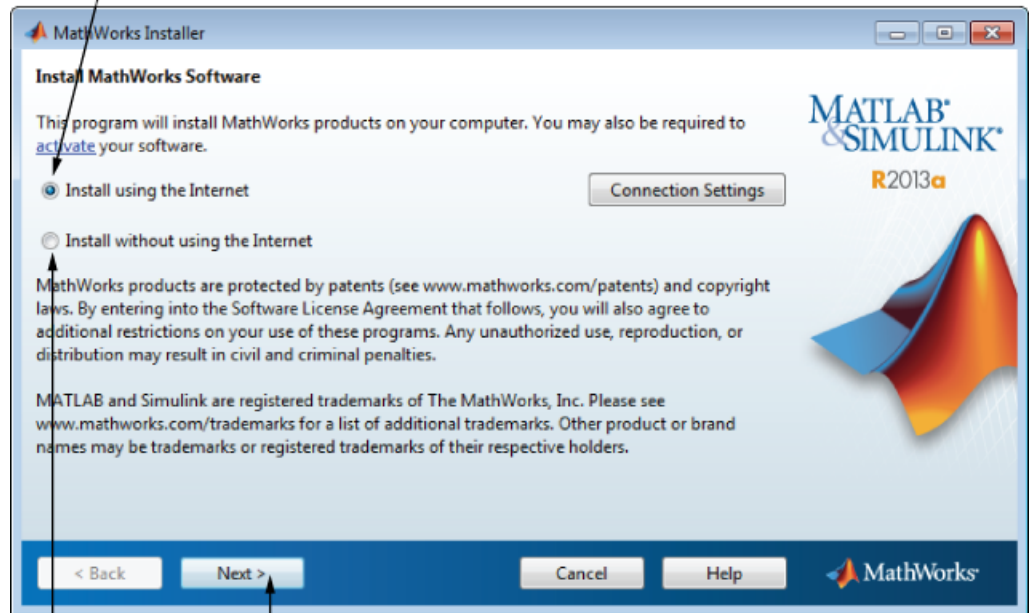 MathWorks Installer
Install MathWorks Software
This program will install MathWorks products on your computer. You may also be required to
activate your software.
Install using the Internet
Connection Settings
Install without using the Internet
MathWorks products are protected by patents (see www.mathworks.com/patents) and copyright
laws. By entering into the Software License Agreement that follows, you will also agree to
additional restrictions on your use of these programs. Any unauthorized use, reproduction, or
distribution may result in civil and criminal penalties.
MATLAB and Simulink are registered trademarks of The MathWorks, Inc. Please see
www.mathworks.com/trademarks for a list of additional trademarks. Other product or brand
names may be trademarks or registered trademarks of their respective holders.
MATLAB®
&SIMULINK®
R2013a
< Back
Next >
Cancel
Help
MathWorks®